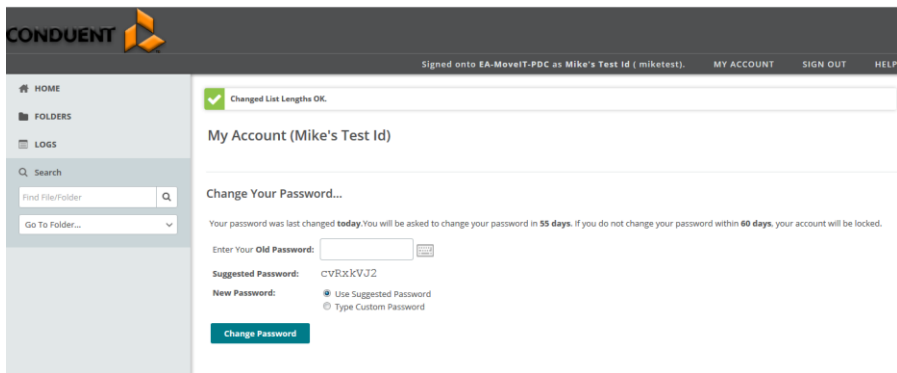 CONDUENT
Signed onto EA-MoveIT-PDC as Mike's Test Id ( miketest). MY ACCOUNT SIGN OUT HELP
HOME
FOLDERS
LOGS
Search
Find File/Folder
Go To Folder...
Changed List Lengths OK.
My Account (Mike's Test Id)
Change Your Password...
Your password was last changed today.You will be asked to change your password in 55 days. If you do not change your password within 60 days, your account will be locked.
Enter Your Old Password:
Suggested Password: cvRxkVJ2
New Password: Use Suggested Password
Type Custom Password
Change Password